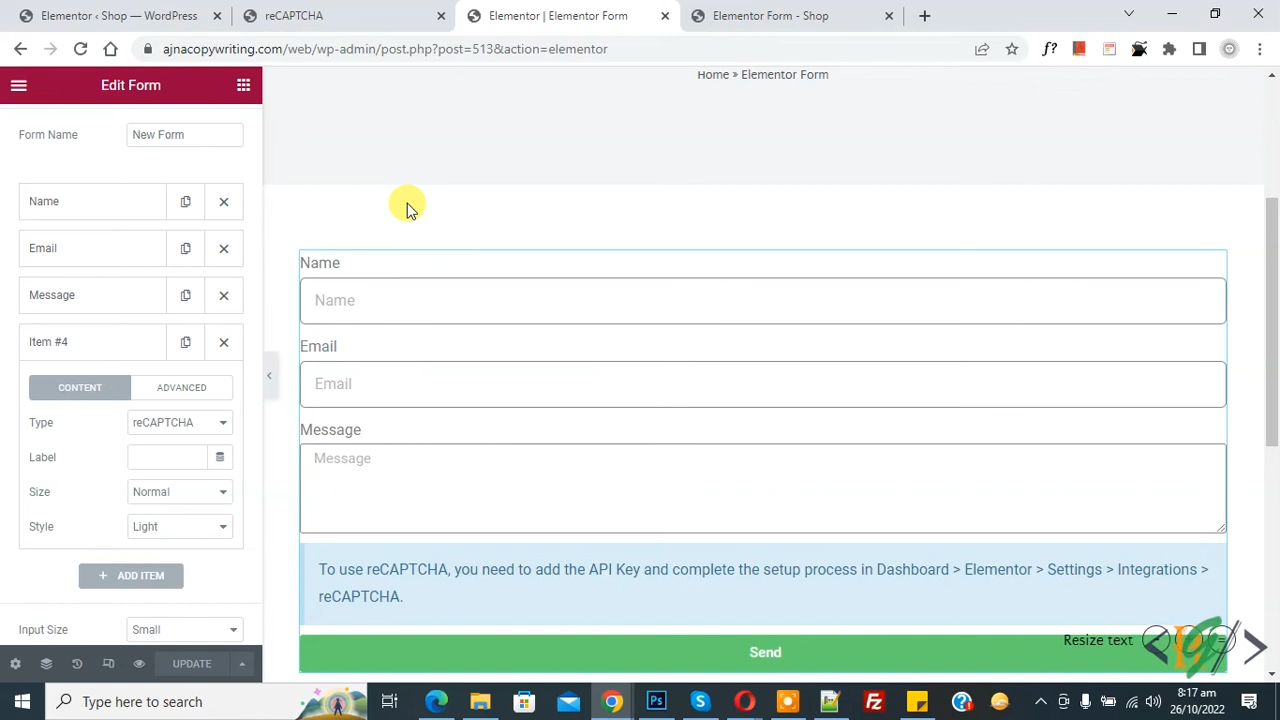 Elementor ‹ Shop — WordPress
reCAPTCHA
Elementor | Elementor Form
Elementor Form - Shop
ajnacopywriting.com/web/wp-admin/post.php?post=513&action=elementor
f?
Edit Form
Home » Elementor Form
Form Name
New Form
Name
Email
Message
Item #4
CONTENT
ADVANCED
Type
reCAPTCHA
Label
Size
Normal
Style
Light
+ ADD ITEM
Input Size
Small
UPDATE
Name
Name
Email
Email
Message
Message
To use reCAPTCHA, you need to add the API Key and complete the setup process in Dashboard > Elementor > Settings > Integrations >
reCAPTCHA.
Resize text
Send
Type here to search
8:17 am
26/10/2022